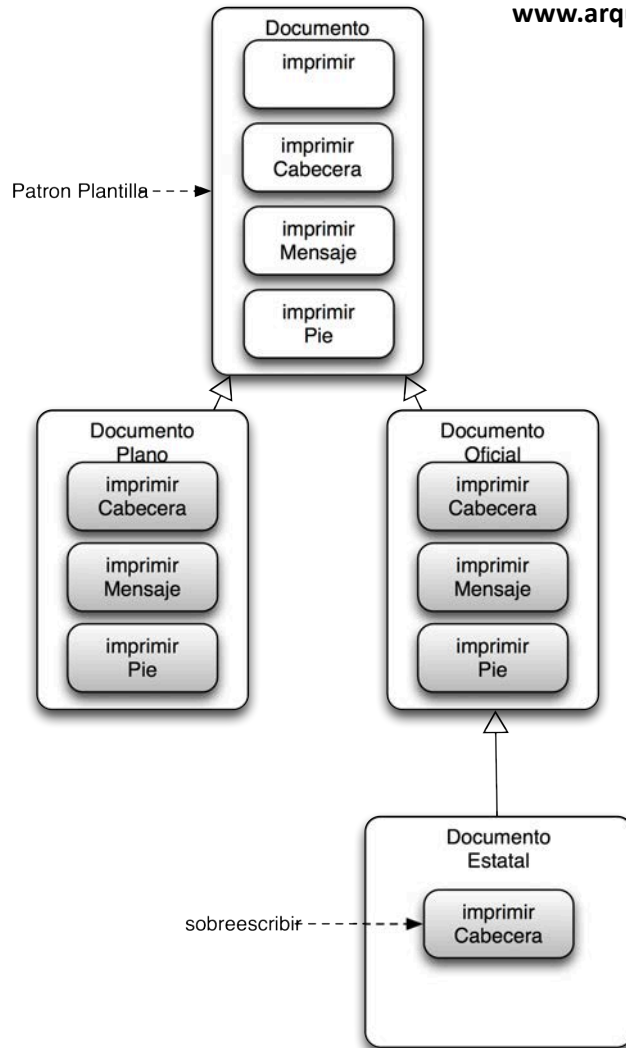 www.arq
Documento
imprimir
imprimir
Cabecera
Patron Plantilla
imprimir
Mensaje
imprimir
Pie
Documento
Plano
imprimir
Cabecera
imprimir
Mensaje
imprimir
Pie
Documento
Oficial
imprimir
Cabecera
imprimir
Mensaje
imprimir
Pie
Documento
Estatal
sobreescribir
imprimir
Cabecera